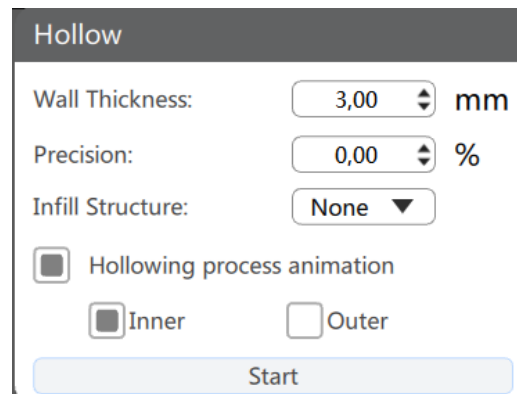 Hollow
Wall Thickness: 3,00 mm
Precision: 0,00 %
Infill Structure: None
Hollowing process animation
Inner Outer
Start